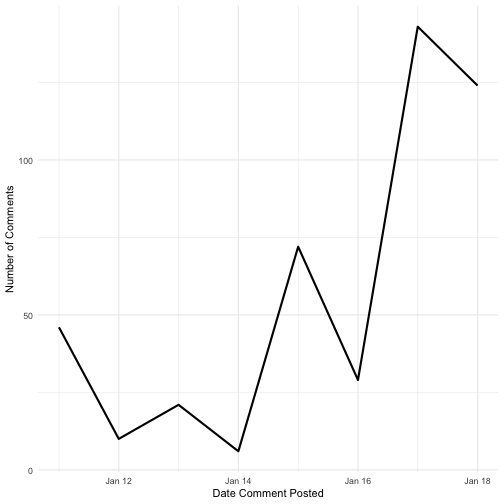 Number of Comments
100
50
0
Jan 12
Jan 14
Jan 16
Jan 18
Date Comment Posted